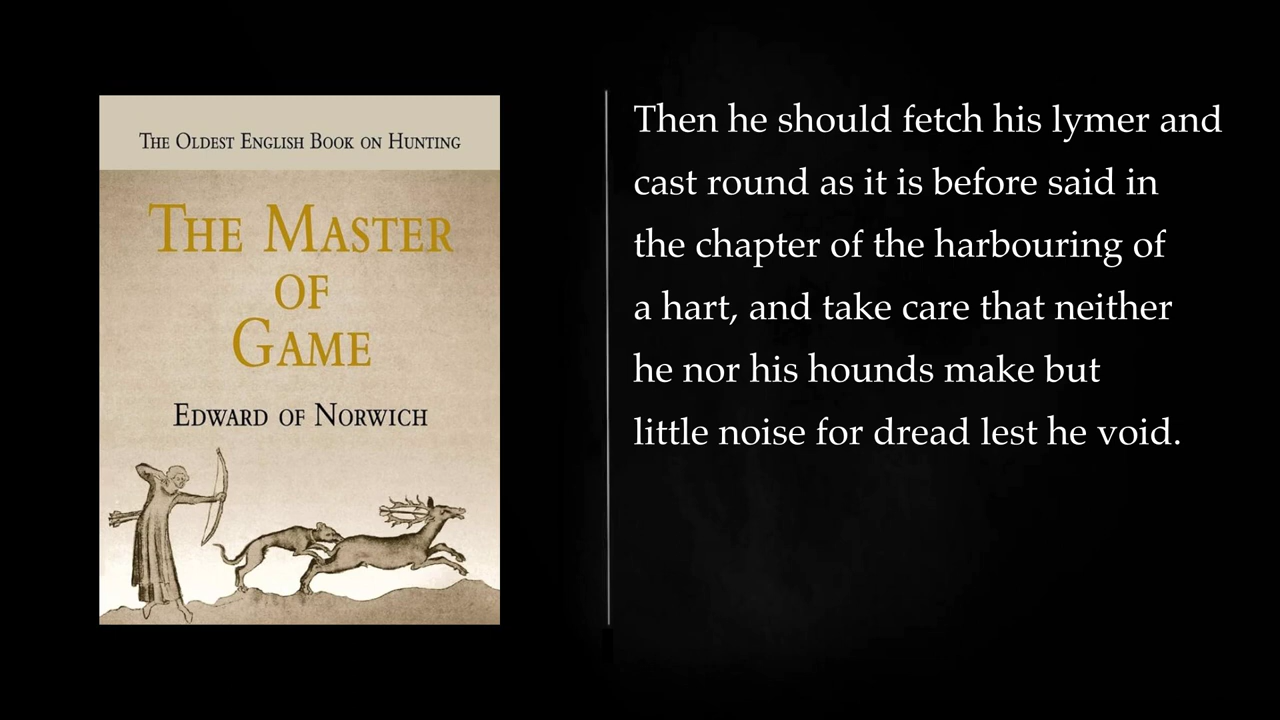 THE OLDEST ENGLISH BOOK ON HUNTING
THE MASTER
OF
GAME
EDWARD OF NORWICH
Then he should fetch his lymer and
cast round as it is before said in
the chapter of the harbouring of
a hart, and take care that neither
he nor his hounds make but
little noise for dread lest he void.